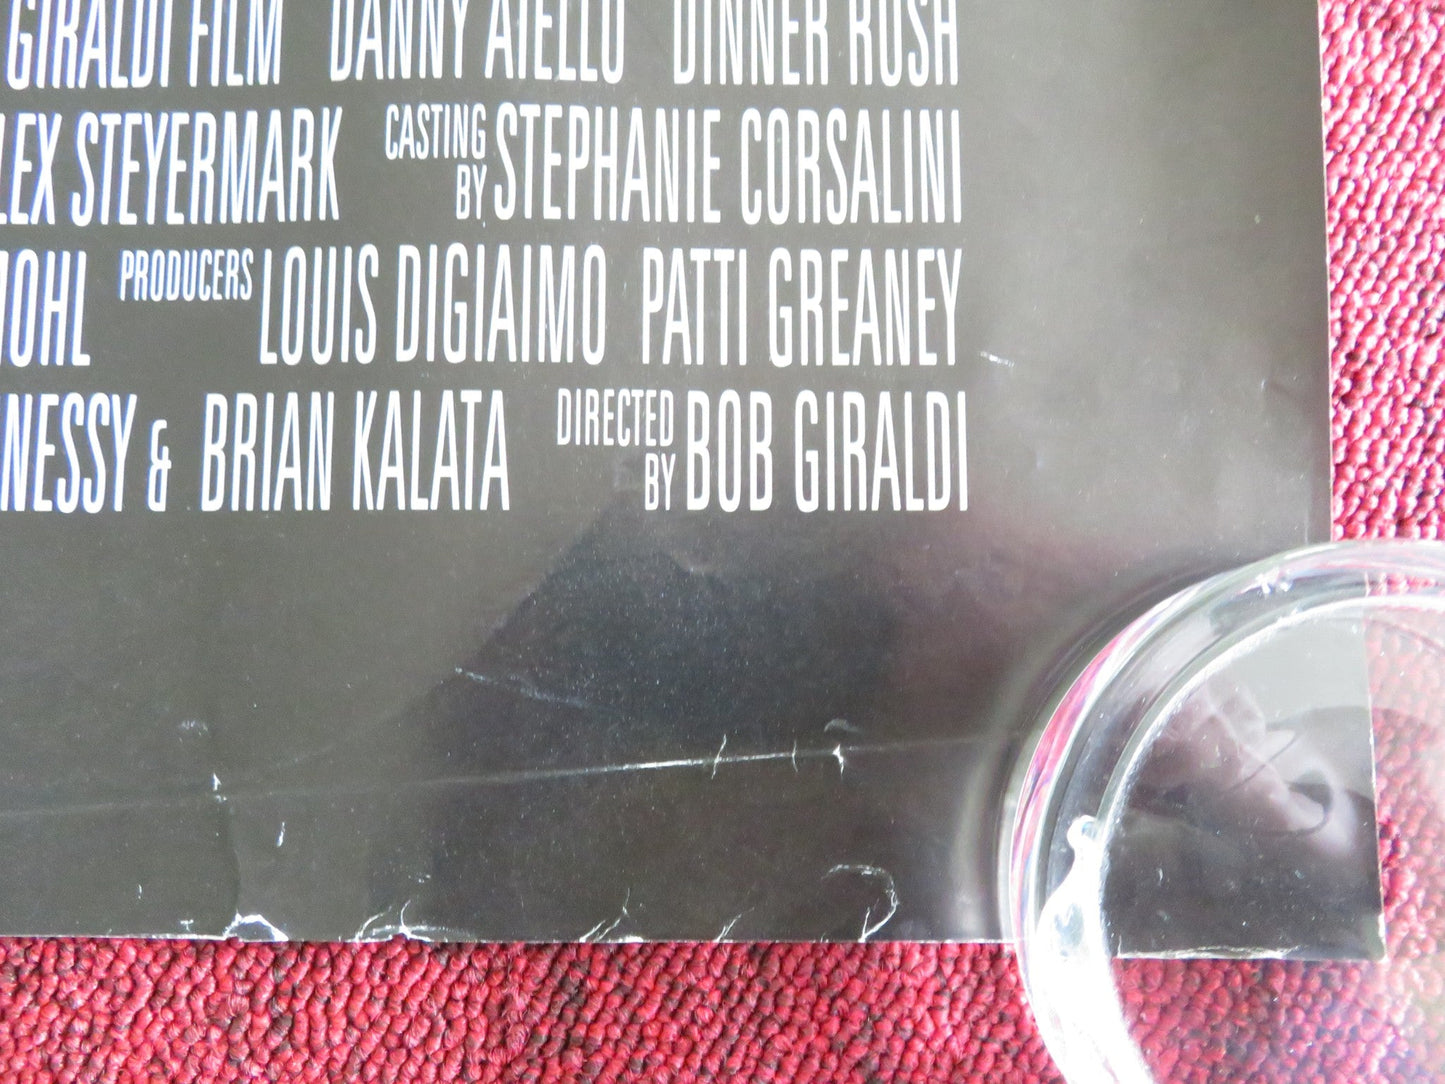 GIRALDI FILM DANNY AIELLO DINNER RUSH
LEX STEYERMARK CASTING BY STEPHANIE CORSALINI
MOHL PRODUCERS LOUIS DIGIAIMO PATTI GREANEY
NESSY & BRIAN KALATA DIRECTED BY BOB GIRALDI